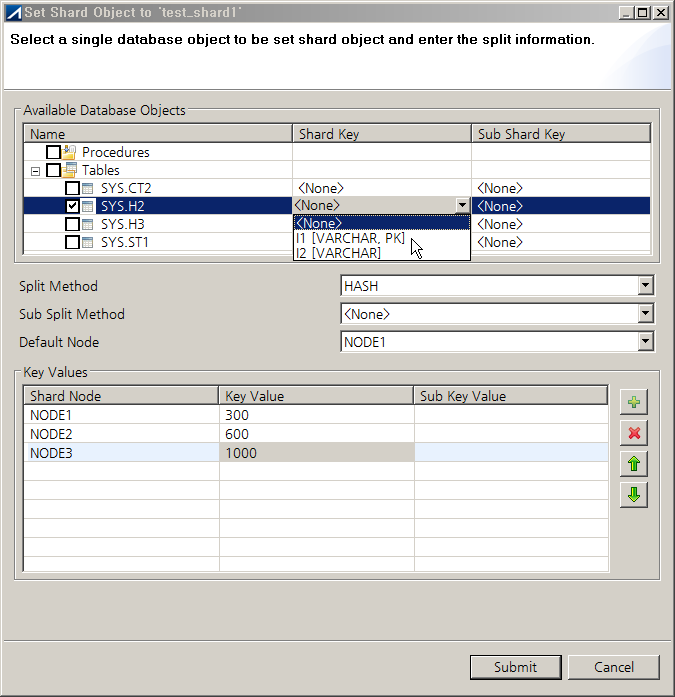 Set Shard Object to 'test_shard1'
Select a single database object to be set shard object and enter the split information.
Available Database Objects
Name Shard Key Sub Shard Key
Procedures
Tables
SYS.CT2 <None> <None>
SYS.H2 <None> <None>
SYS.H3 <None> <None>
SYS.ST1 I1 [VARCHAR, PK] <None>
I2 [VARCHAR]
Split Method HASH
Sub Split Method <None>
Default Node NODE1
Key Values
Shard Node Key Value Sub Key Value
NODE1 300
NODE2 600
NODE3 1000
Submit Cancel